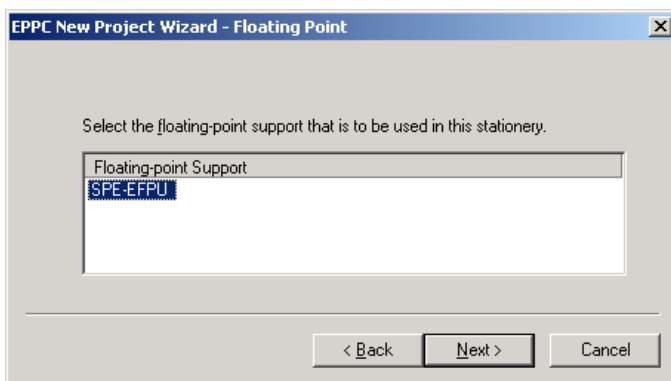 EPPC New Project Wizard - Floating Point
Select the floating-point support that is to be used in this stationery.
Floating-point Support
SPE-EFPU
< Back Next > Cancel